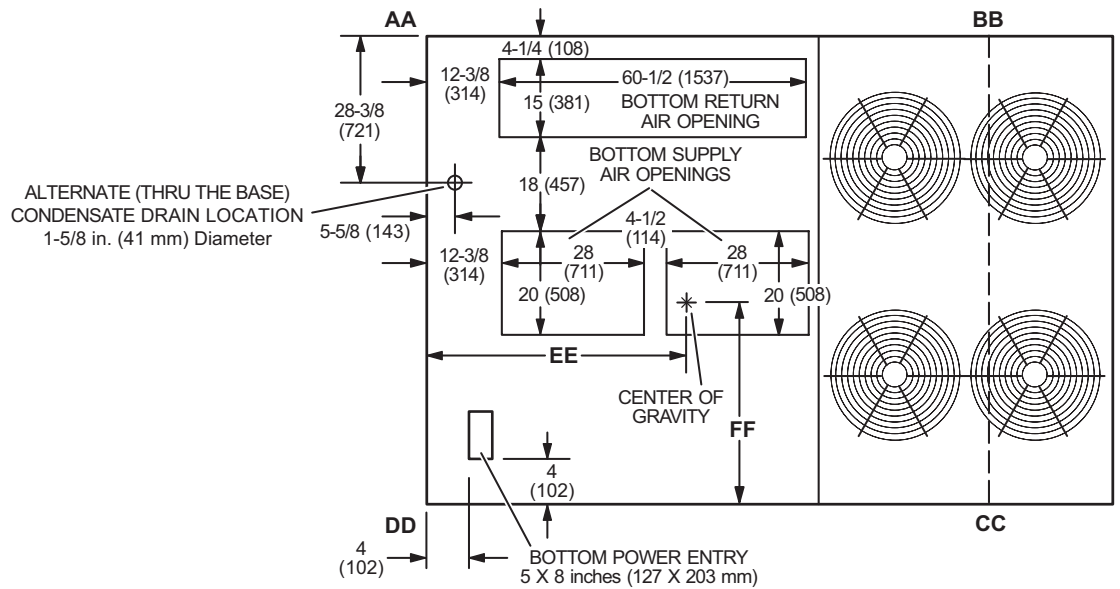 AA
BB
4-1/4 (108)
12-3/8
(314)
60-1/2 (1537)
28-3/8
(721)
15 (381)
BOTTOM RETURN
AIR OPENING
BOTTOM SUPPLY
AIR OPENINGS
18 (457)
ALTERNATE (THRU THE BASE)
CONDENSATE DRAIN LOCATION
1-5/8 in. (41 mm) Diameter
5-5/8 (143)
4-1/2
(114)
12-3/8
(314)
28
(711)
28
(711)
20 (508)
20 (508)
EE
CENTER OF
GRAVITY
FF
4
(102)
DD
CC
4
(102)
BOTTOM POWER ENTRY
5 X 8 inches (127 X 203 mm)